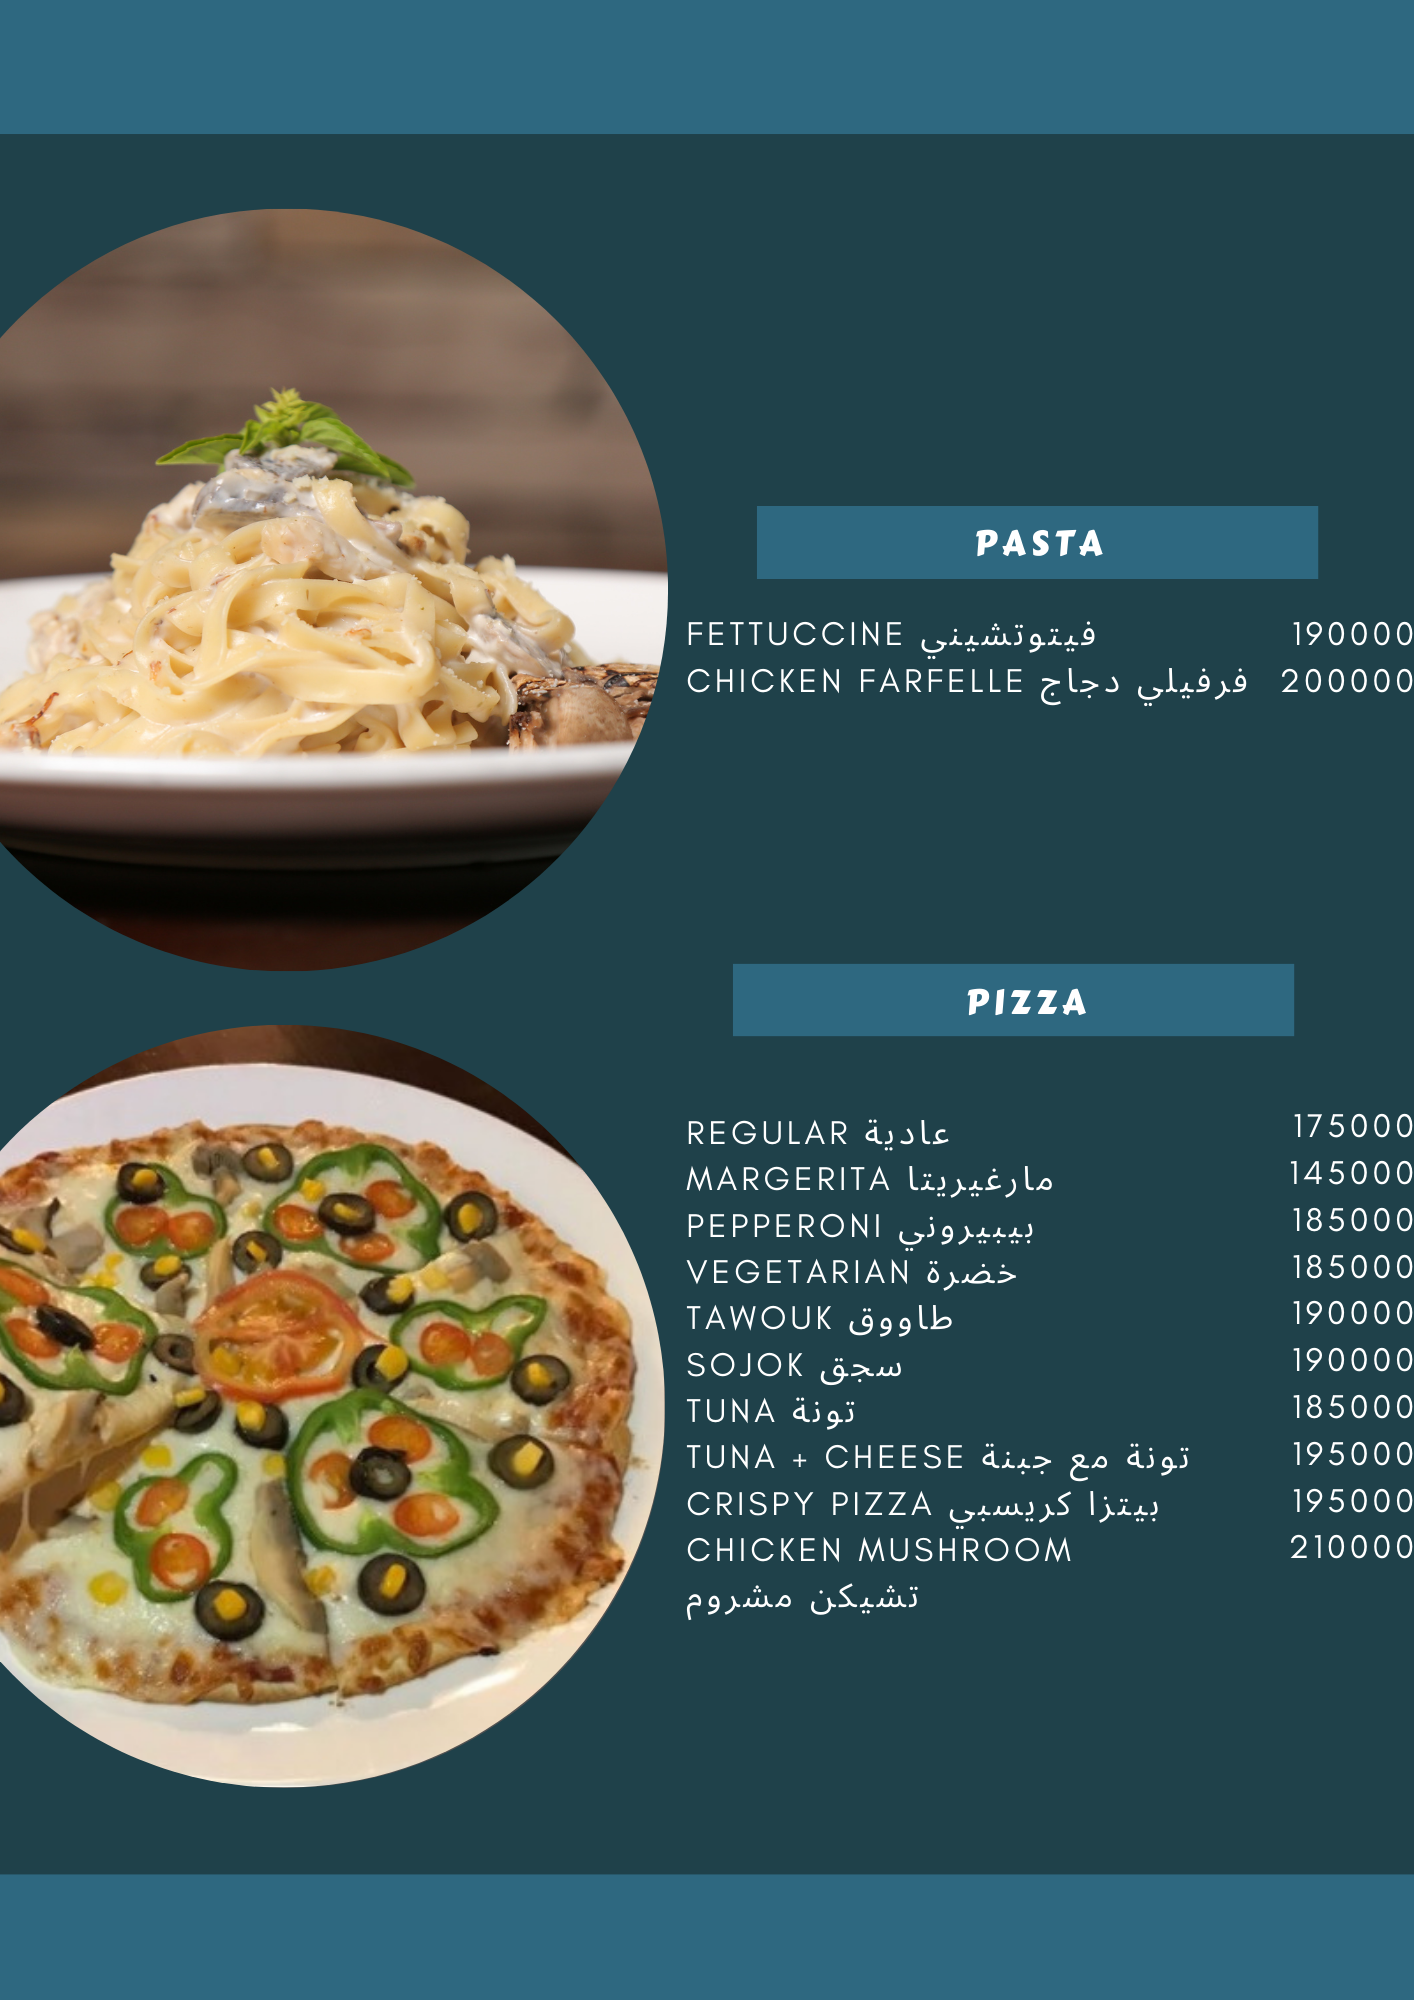 PASTA
FETTUCCINE فيتوتشيني 190000
CHICKEN FARFELLE فرفيلي دجاج 200000
PIZZA
REGULAR عادية 175000
MARGERITA مارغيريتا 145000
PEPPERONI بيبيروني 185000
VEGETARIAN خضرة 185000
TAWOUK طاووق 190000
SOJOK سجق 190000
TUNA تونة 185000
TUNA + CHEESE تونة مع جبنة 195000
CRISPY PIZZA بيتزا كريسبي 195000
CHICKEN MUSHROOM 210000
تشيكن مشروم